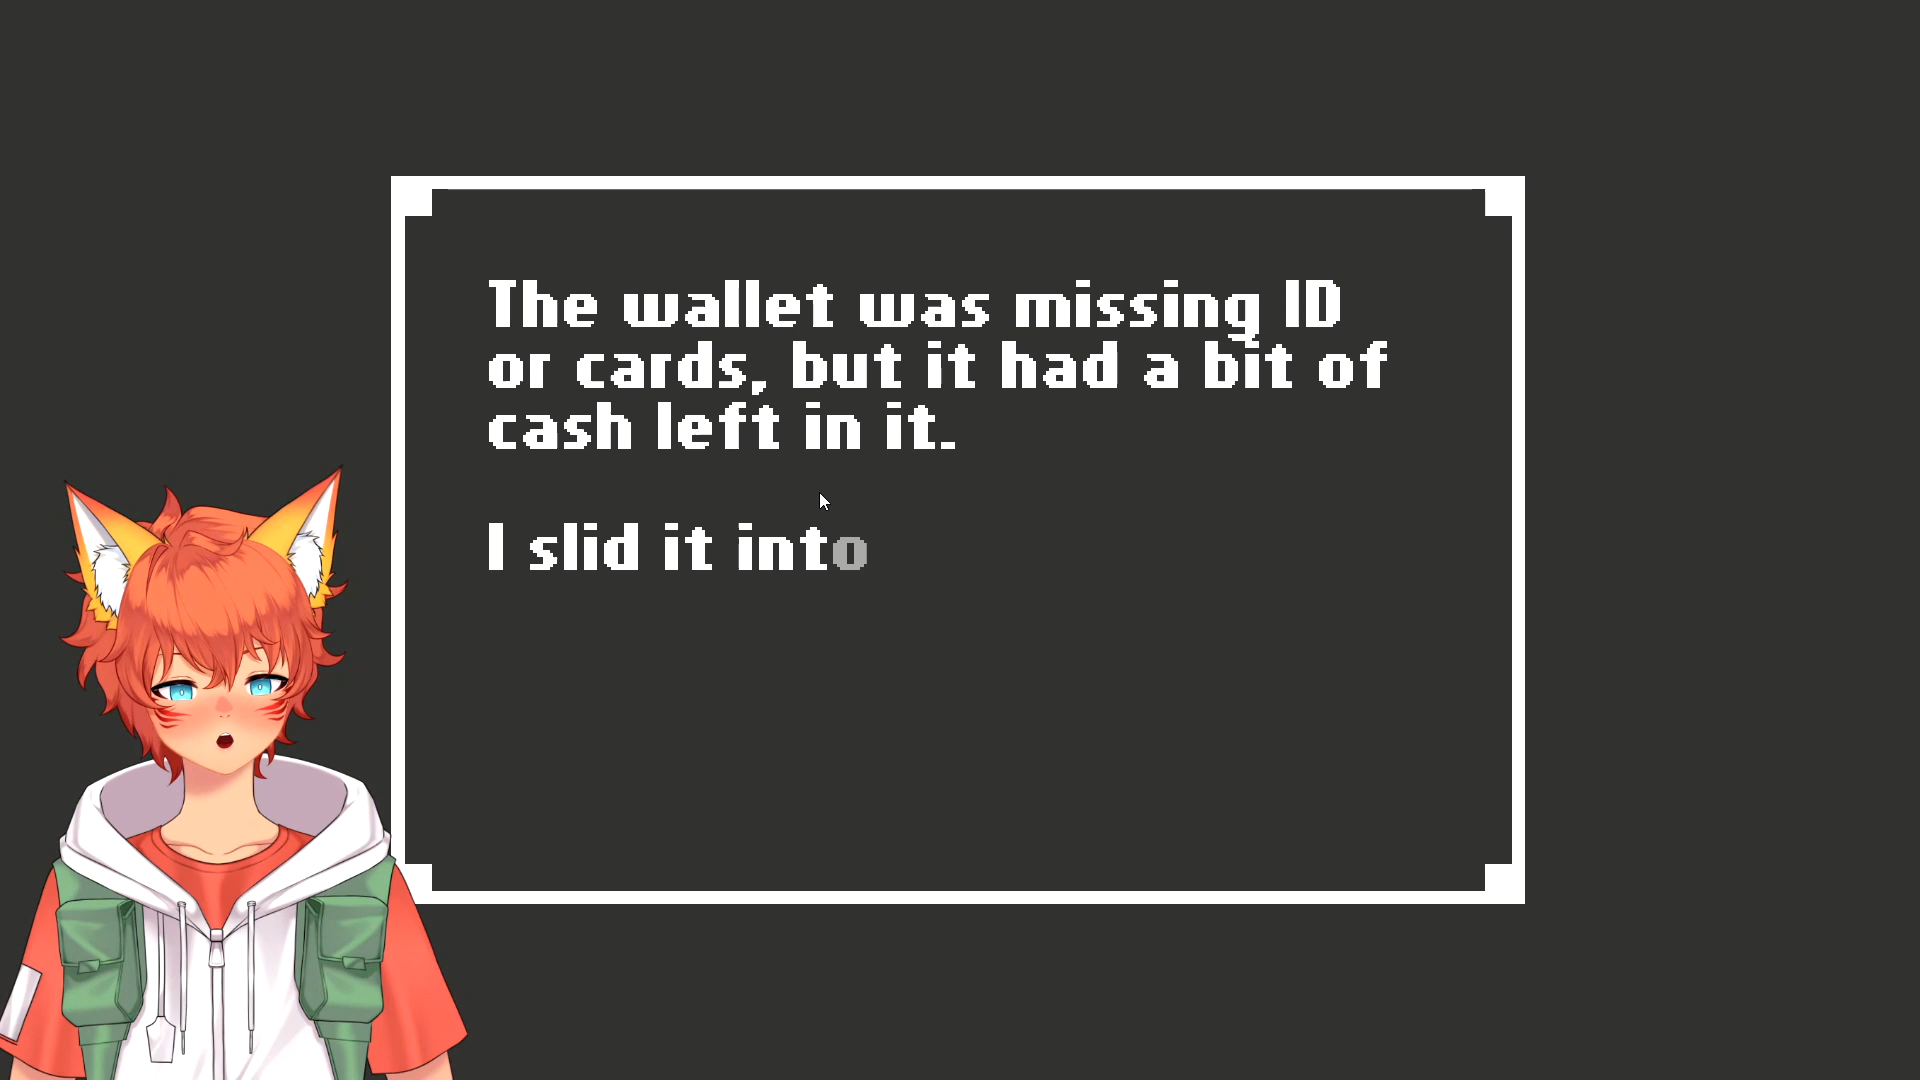 The wallet was missing ID
or cards, but it had a bit of
cash left in it.
I slid it into